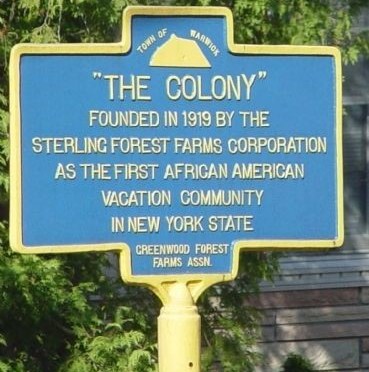 TOWN OF WARWICK
"THE COLONY"
FOUNDED IN 1919 BY THE
STERLING FOREST FARMS CORPORATION
AS THE FIRST AFRICAN AMERICAN
VACATION COMMUNITY
IN NEW YORK STATE
GREENWOOD FOREST
FARMS ASSN.